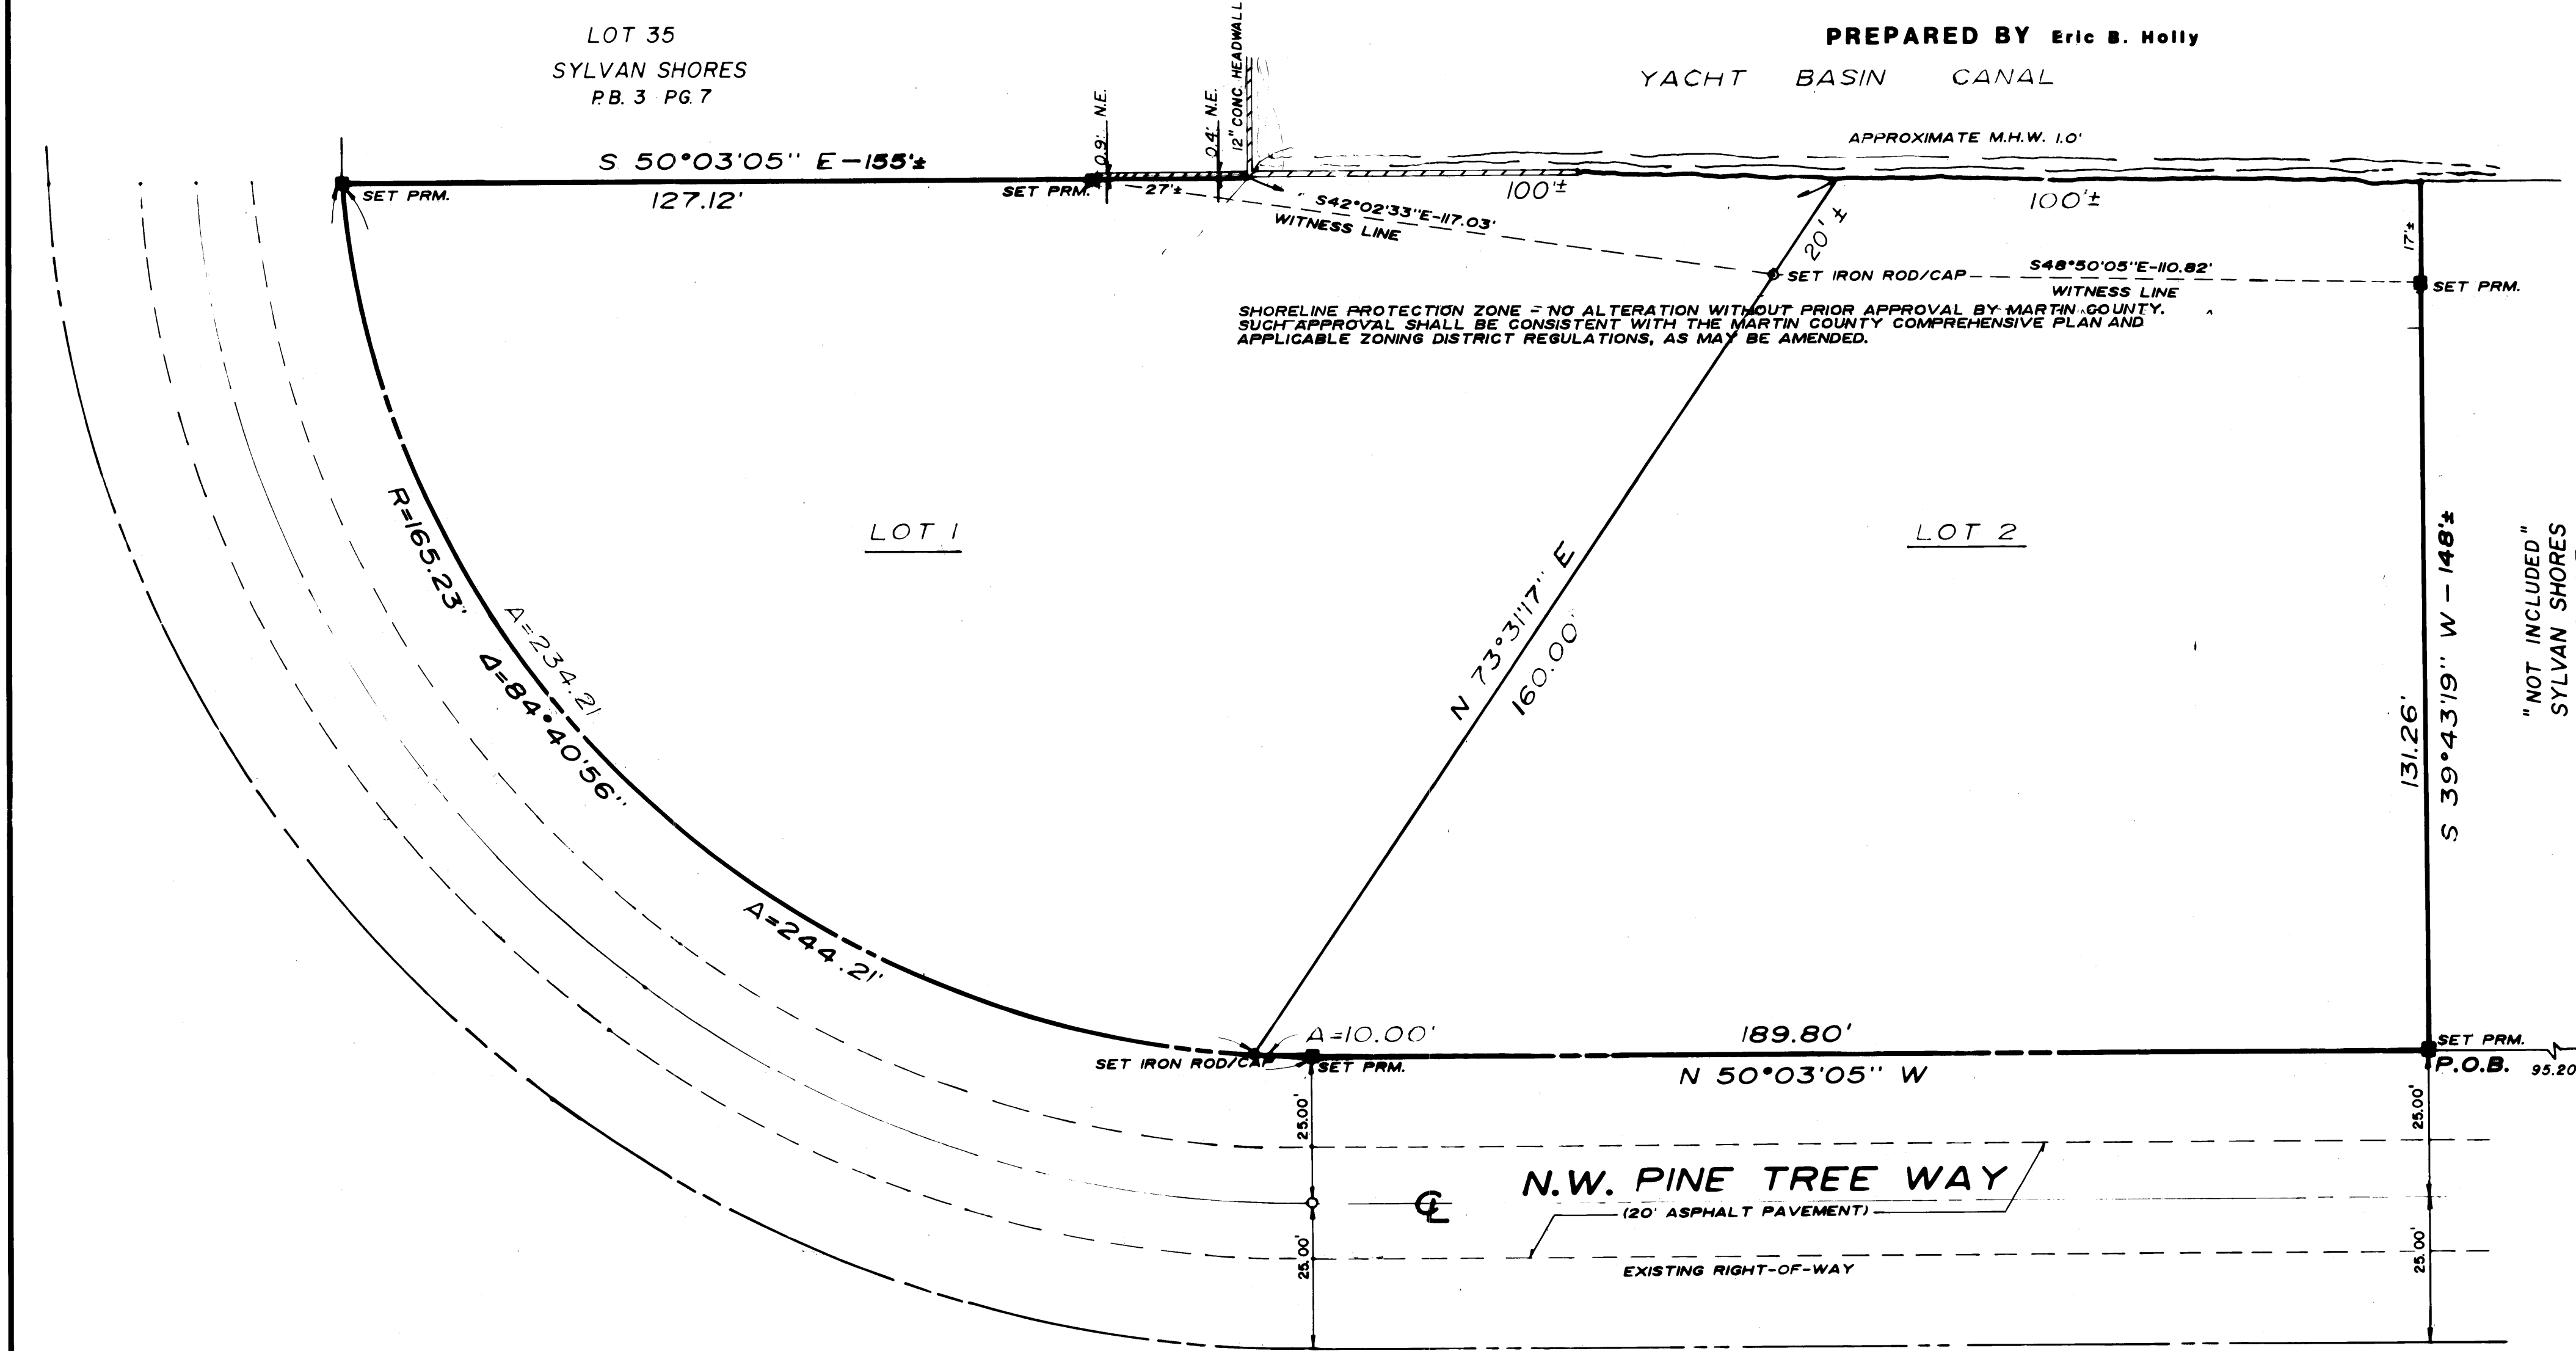 LOT 35
SYLVAN SHORES
P.B. 3 PG. 7
PREPARED BY Eric B. Holly
YACHT BASIN CANAL
12" CONC. HEADWALL
0.9' N.E.
0.4' N.E.
APPROXIMATE M.H.W. 1.0'
S 50°03'05" E-155'±
127.12'
SET PRM.
SET PRM.
27'±
S42°02'33"E-117.03'
WITNESS LINE
100'±
100'±
20'±
17'±
SET IRON ROD/CAP
S48°50'05"E-110.82'
WITNESS LINE
SET PRM.
SHORELINE PROTECTION ZONE = NO ALTERATION WITHOUT PRIOR APPROVAL BY MARTIN COUNTY.
SUCH APPROVAL SHALL BE CONSISTENT WITH THE MARTIN COUNTY COMPREHENSIVE PLAN AND
APPLICABLE ZONING DISTRICT REGULATIONS, AS MAY BE AMENDED.
LOT 1
LOT 2
R=165.23'
A=234.21
Δ=84°40'56"
A=244.21'
N 73°31'17" E
160.00'
131.26'
S 39°43'19" W-148'±
"NOT INCLUDED"
SYLVAN SHORES
SET IRON ROD/CAP
A=10.00'
SET PRM.
189.80'
N 50°03'05" W
SET PRM.
P.O.B.
95.20
25.00'
25.00'
N.W. PINE TREE WAY
℄
(20' ASPHALT PAVEMENT)
25.00'
25.00'
EXISTING RIGHT-OF-WAY